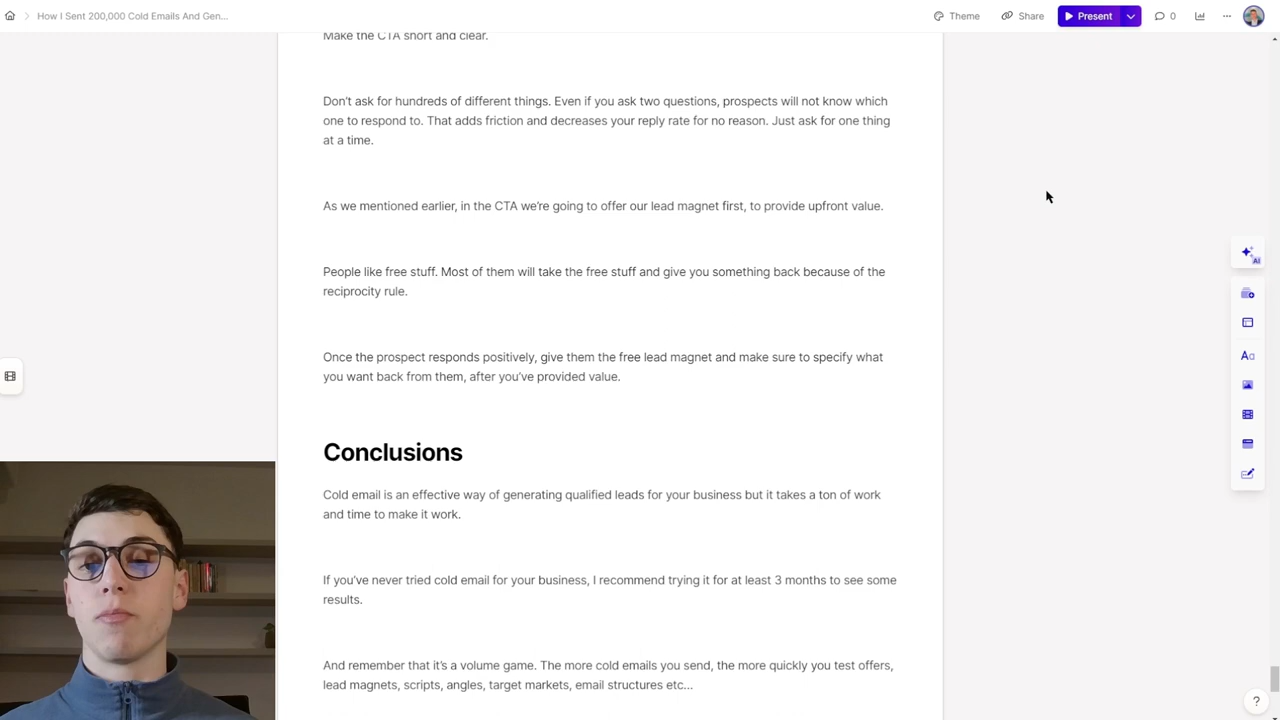 How I Sent 200,000 Cold Emails And Gen...
Theme
Share
Present
0
Make the CTA short and clear.
Don't ask for hundreds of different things. Even if you ask two questions, prospects will not know which
one to respond to. That adds friction and decreases your reply rate for no reason. Just ask for one thing
at a time.
As we mentioned earlier, in the CTA we're going to offer our lead magnet first, to provide upfront value.
People like free stuff. Most of them will take the free stuff and give you something back because of the
reciprocity rule.
Once the prospect responds positively, give them the free lead magnet and make sure to specify what
you want back from them, after you've provided value.
Conclusions
Cold email is an effective way of generating qualified leads for your business but it takes a ton of work
and time to make it work.
If you've never tried cold email for your business, I recommend trying it for at least 3 months to see some
results.
And remember that it's a volume game. The more cold emails you send, the more quickly you test offers,
lead magnets, scripts, angles, target markets, email structures etc...
AI
Aa
?